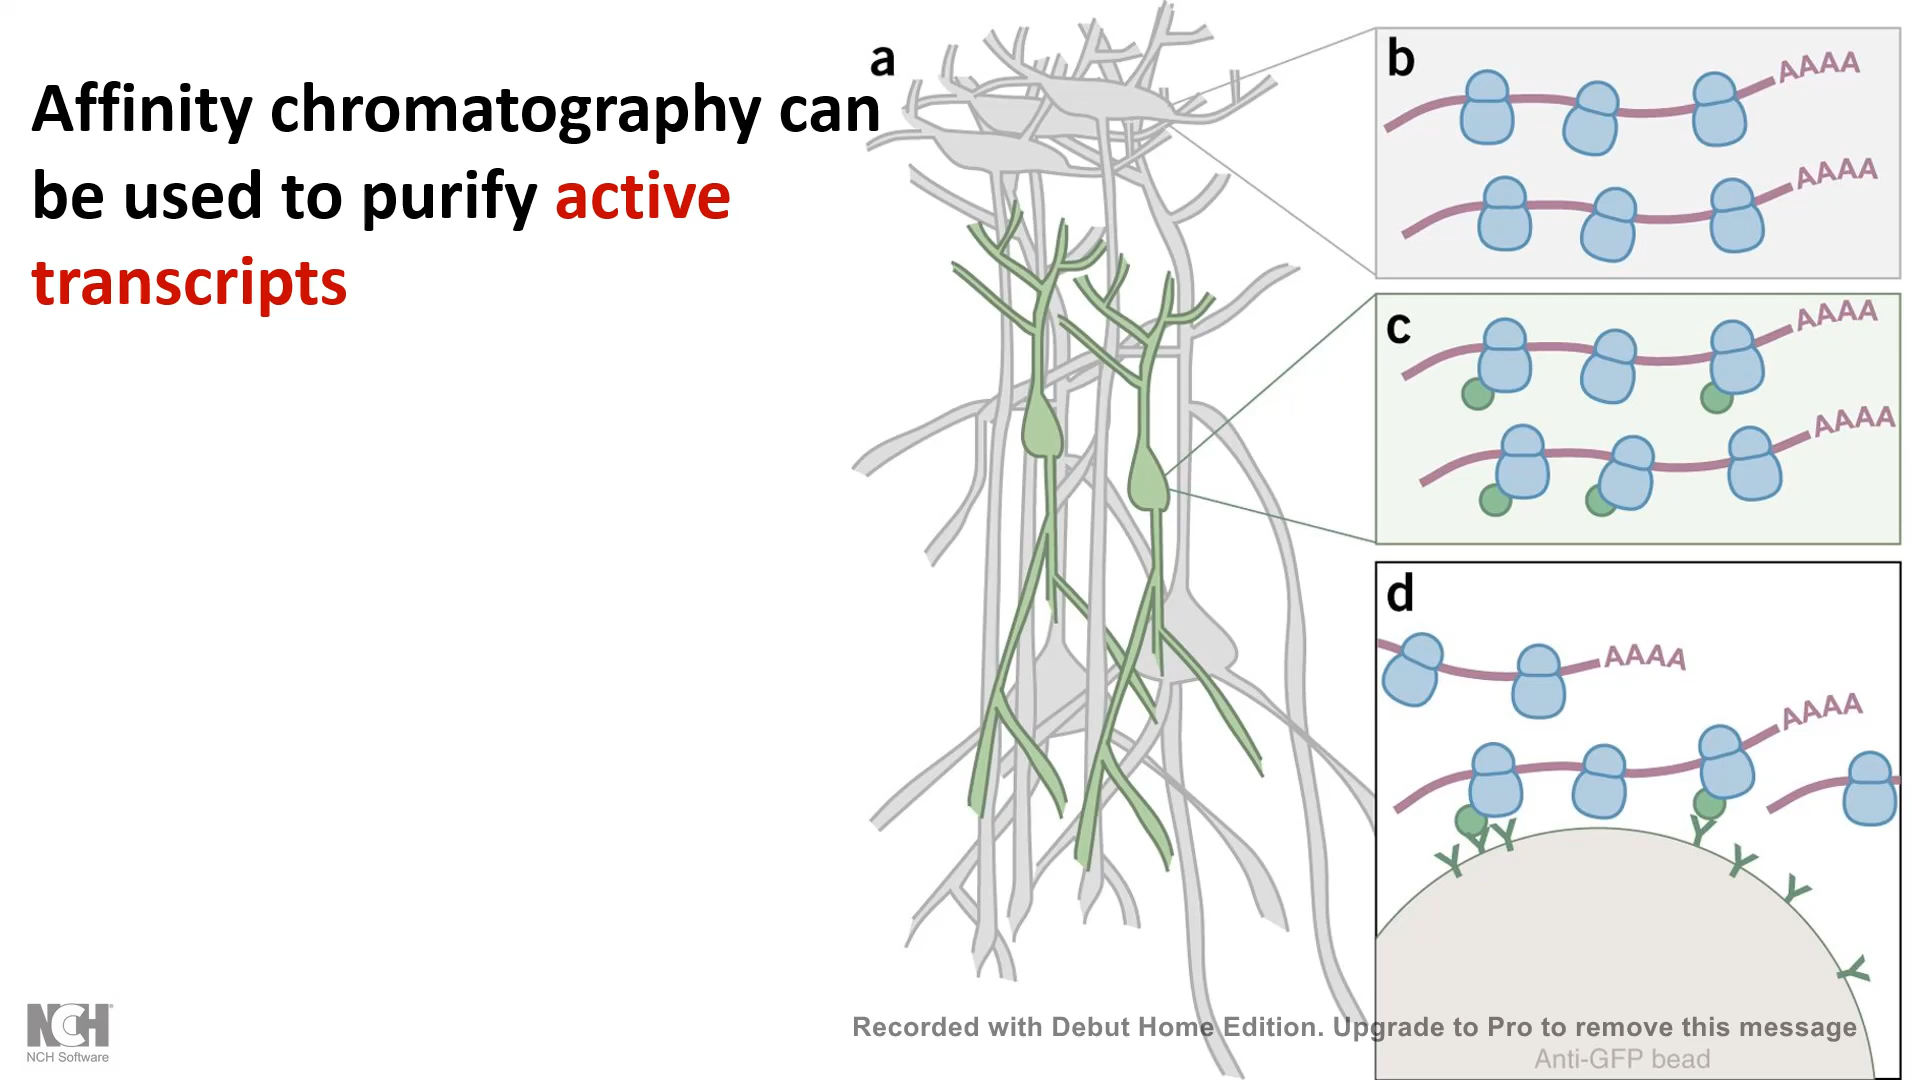 Affinity chromatography can
be used to purify active
transcripts
a
b
AAAA
AAAA
c
AAAA
AAAA
d
AAAA
AAAA
Anti-GFP bead
NCH
NCH Software
Recorded with Debut Home Edition. Upgrade to Pro to remove this message